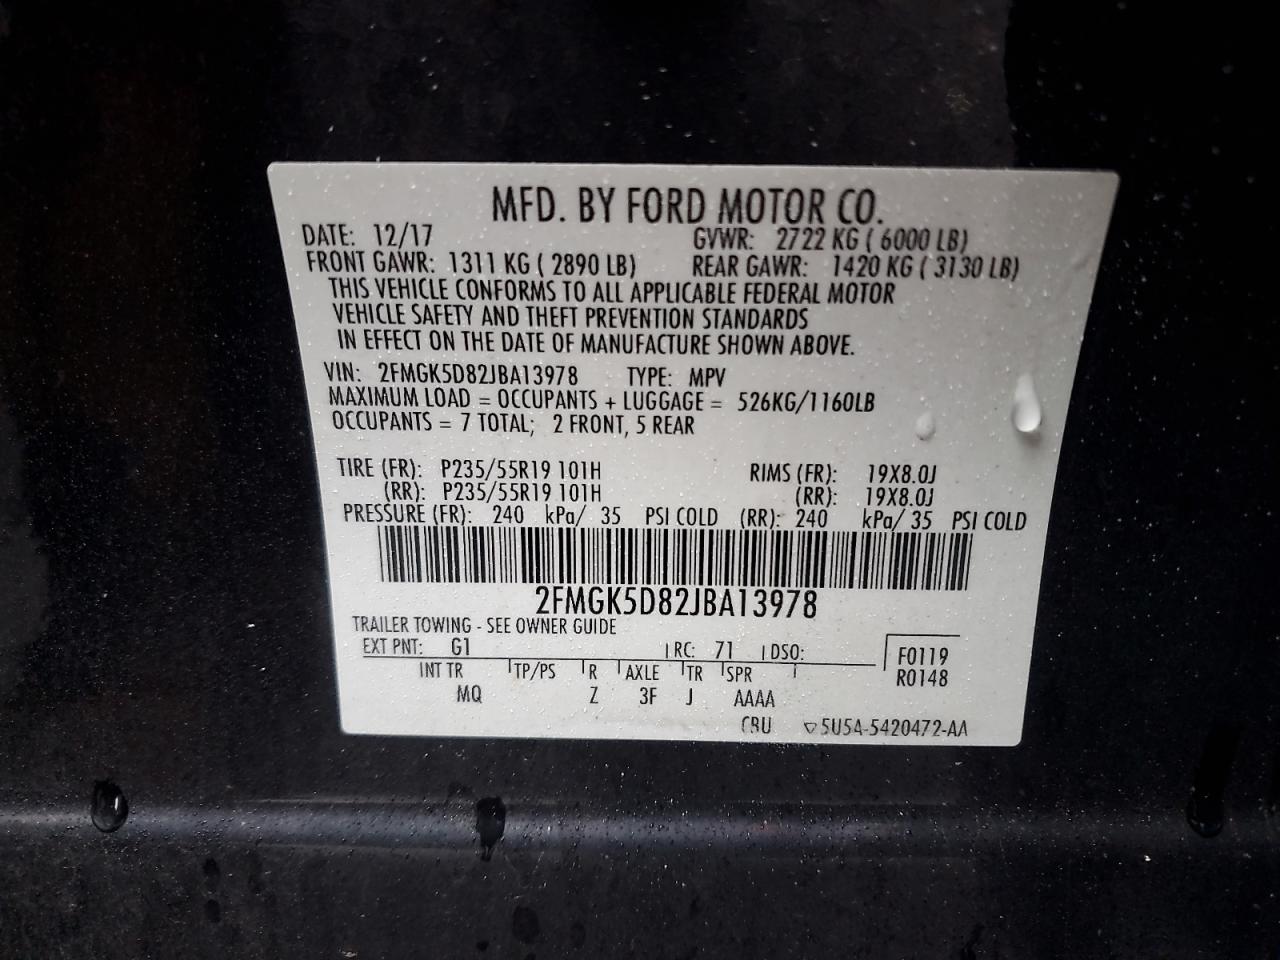 MFD. BY FORD MOTOR CO.
DATE: 12/17 GVWR: 2722 KG ( 6000 LB)
FRONT GAWR: 1311 KG ( 2890 LB) REAR GAWR: 1420 KG ( 3130 LB)
THIS VEHICLE CONFORMS TO ALL APPLICABLE FEDERAL MOTOR
VEHICLE SAFETY AND THEFT PREVENTION STANDARDS
IN EFFECT ON THE DATE OF MANUFACTURE SHOWN ABOVE.
VIN: 2FMGK5D82JBA13978 TYPE: MPV
MAXIMUM LOAD = OCCUPANTS + LUGGAGE = 526KG/1160LB
OCCUPANTS = 7 TOTAL; 2 FRONT, 5 REAR
TIRE (FR): P235/55R19 101H RIMS (FR): 19X8.0J
(RR): P235/55R19 101H (RR): 19X8.0J
PRESSURE (FR): 240 kPa/ 35 PSI COLD (RR): 240 kPa/ 35 PSI COLD
2FMGK5D82JBA13978
TRAILER TOWING - SEE OWNER GUIDE
EXT PNT: G1 RC: 71 DSO: F0119
INT TR TP/PS R AXLE TR SPR R0148
MQ Z 3F J AAAA
CBU 5U5A-5420472-AA